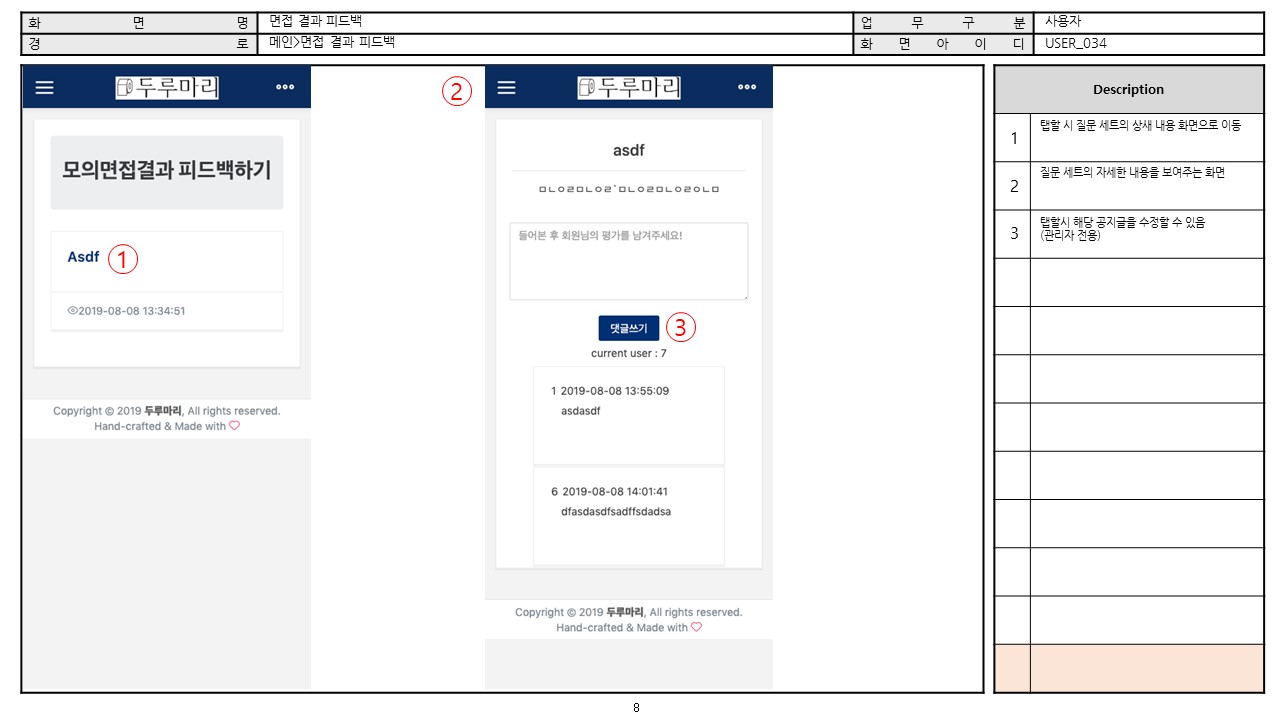 화 면 명 면접 결과 피드백 업 무 구 분 사용자
경 로 메인>면접 결과 피드백 화 면 아 이 디 USER_034
두루마리
모의면접결과 피드백하기
Asdf
1
2019-08-08 13:34:51
Copyright © 2019 두루마리, All rights reserved.
Hand-crafted & Made with
2
두루마리
asdf
ㅁㄴㅇㄹㅁㄴㅇㄹ'ㅁㄴㅇㄹㅁㄴㅇㄹㅇㄴㅁ
들어본 후 회원님의 평가를 남겨주세요!
댓글쓰기
3
current user : 7
1 2019-08-08 13:55:09
asdasdf
6 2019-08-08 14:01:41
dfasdasdfsadffsdadsa
Copyright © 2019 두루마리, All rights reserved.
Hand-crafted & Made with
Description
1 탭할 시 질문 세트의 상새 내용 화면으로 이동
2 질문 세트의 자세한 내용을 보여주는 화면
3 탭할시 해당 공지글을 수정할 수 있음
(관리자 전용)
8